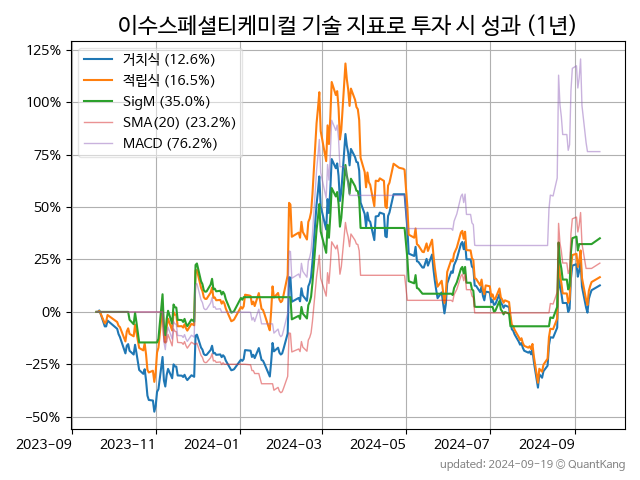 이수스페셜티케미컬 기술 지표로 투자 시 성과 (1년)
125%
100%
75%
50%
25%
0%
−25%
−50%
거치식 (12.6%)
적립식 (16.5%)
SigM (35.0%)
SMA(20) (23.2%)
MACD (76.2%)
2023-09
2023-11
2024-01
2024-03
2024-05
2024-07
2024-09
updated: 2024-09-19 © QuantKang